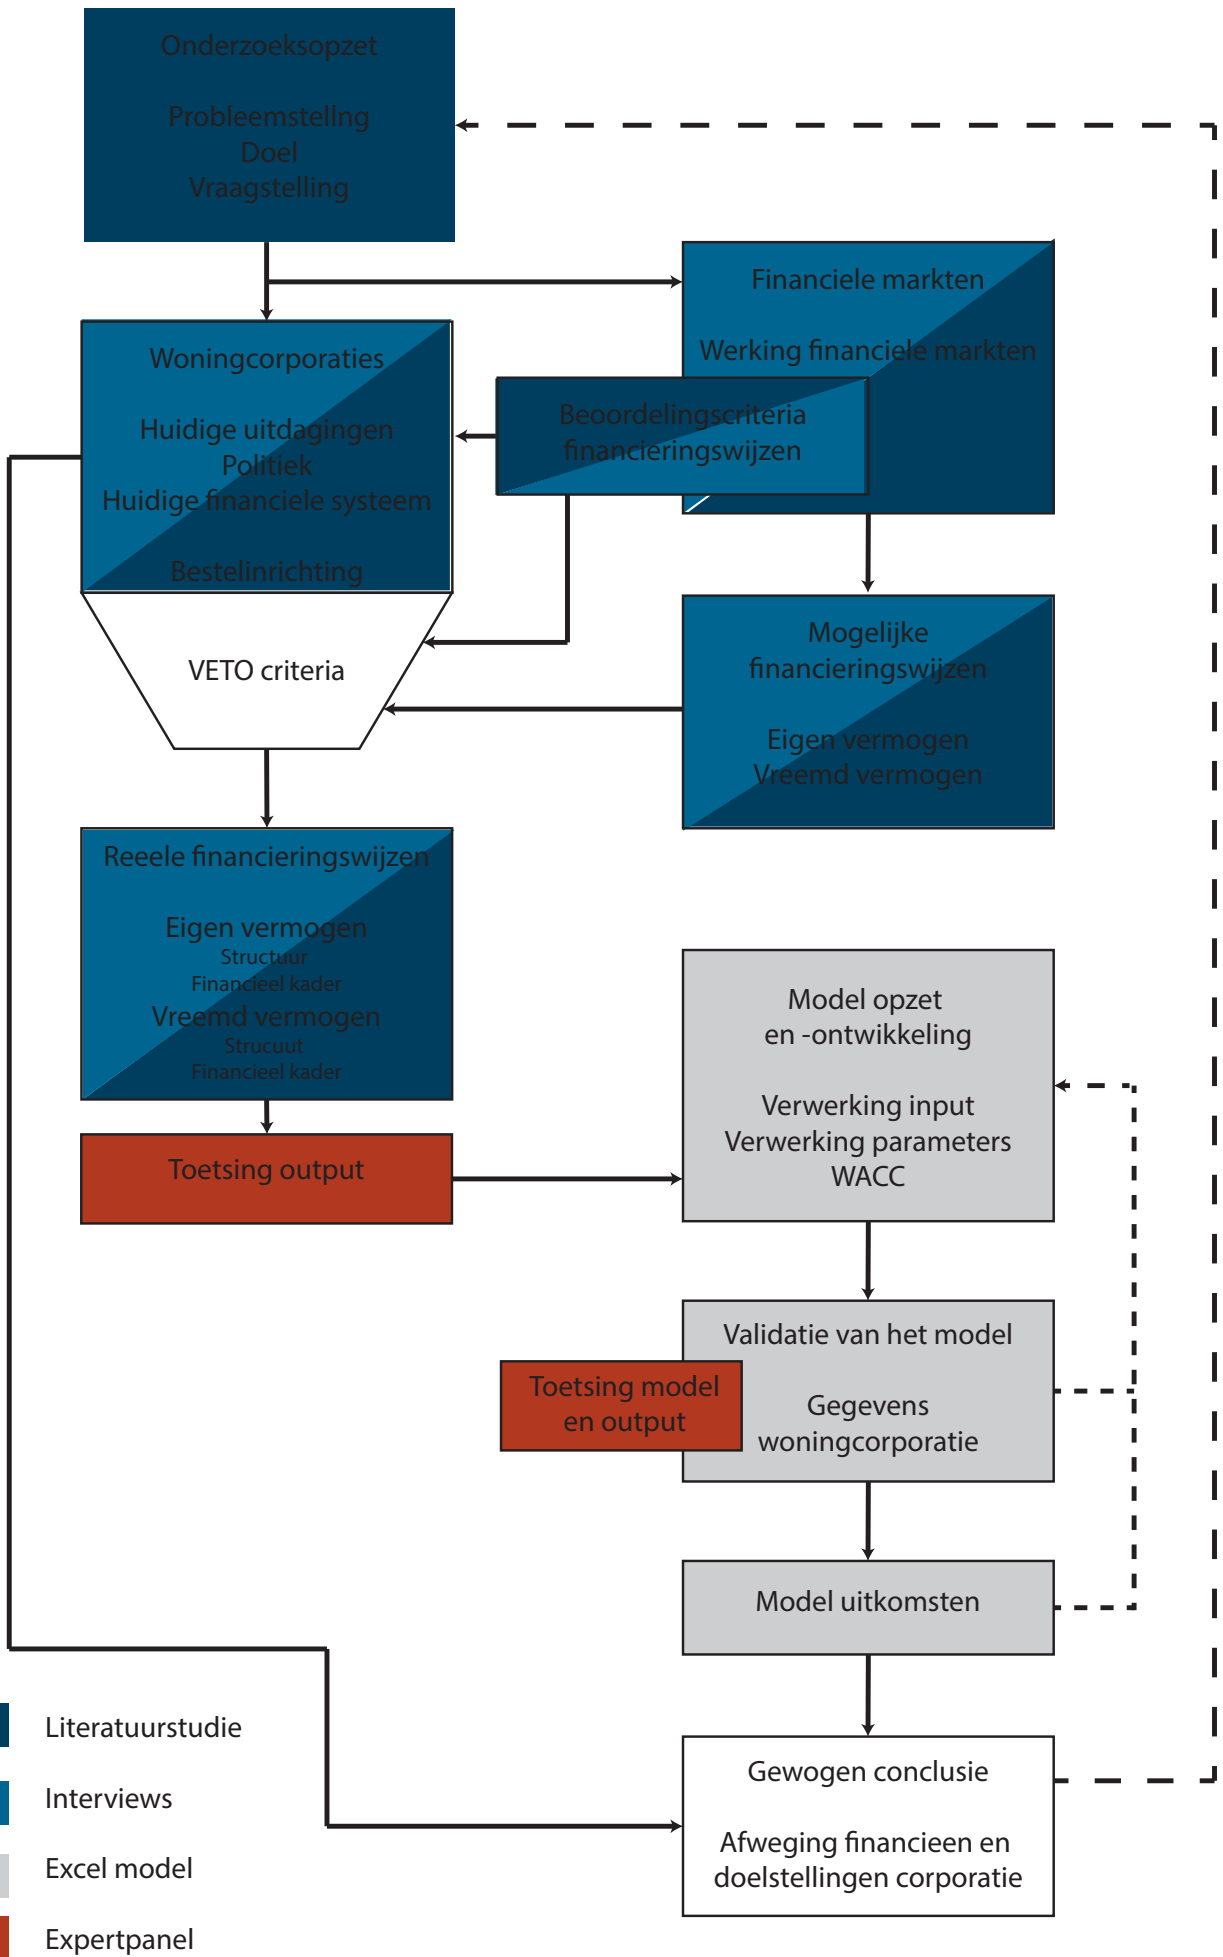 Onderzoeksopzet
Probleemstellng
Doel
Vraagstelling
Financiele markten
Werking financiele markten
Woningcorporaties
Huidige uitdagingen
Politiek
Huidige financiele systeem
Bestelinrichting
Beoordelingscriteria
financieringswijzen
VETO criteria
Mogelijke
financieringswijzen
Eigen vermogen
Vreemd vermogen
Reeele financieringswijzen
Eigen vermogen
Structuur
Financieel kader
Vreemd vermogen
Strucuut
Financieel kader
Toetsing output
Model opzet
en -ontwikkeling
Verwerking input
Verwerking parameters
WACC
Validatie van het model
Gegevens
woningcorporatie
Toetsing model
en output
Model uitkomsten
Gewogen conclusie
Afweging financieen en
doelstellingen corporatie
Literatuurstudie
Interviews
Excel model
Expertpanel